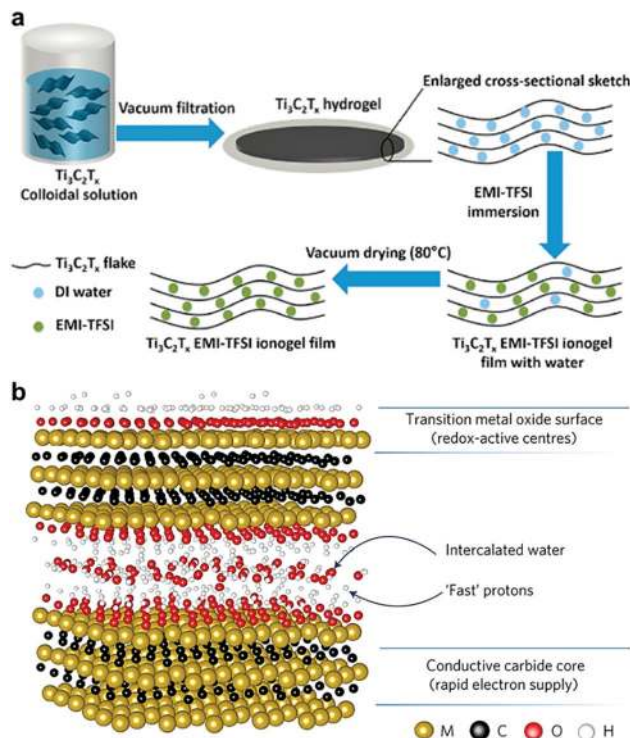 a
Vacuum filtration
Ti₃C₂Tₓ
Colloidal solution
Ti₃C₂Tₓ hydrogel
Enlarged cross-sectional sketch
EMI-TFSI
immersion
Vacuum drying (80°C)
Ti₃C₂Tₓ flake
DI water
EMI-TFSI
Ti₃C₂Tₓ EMI-TFSI ionogel film
Ti₃C₂Tₓ EMI-TFSI ionogel
film with water
b
Transition metal oxide surface
(redox-active centres)
Intercalated water
'Fast' protons
Conductive carbide core
(rapid electron supply)
M C O H